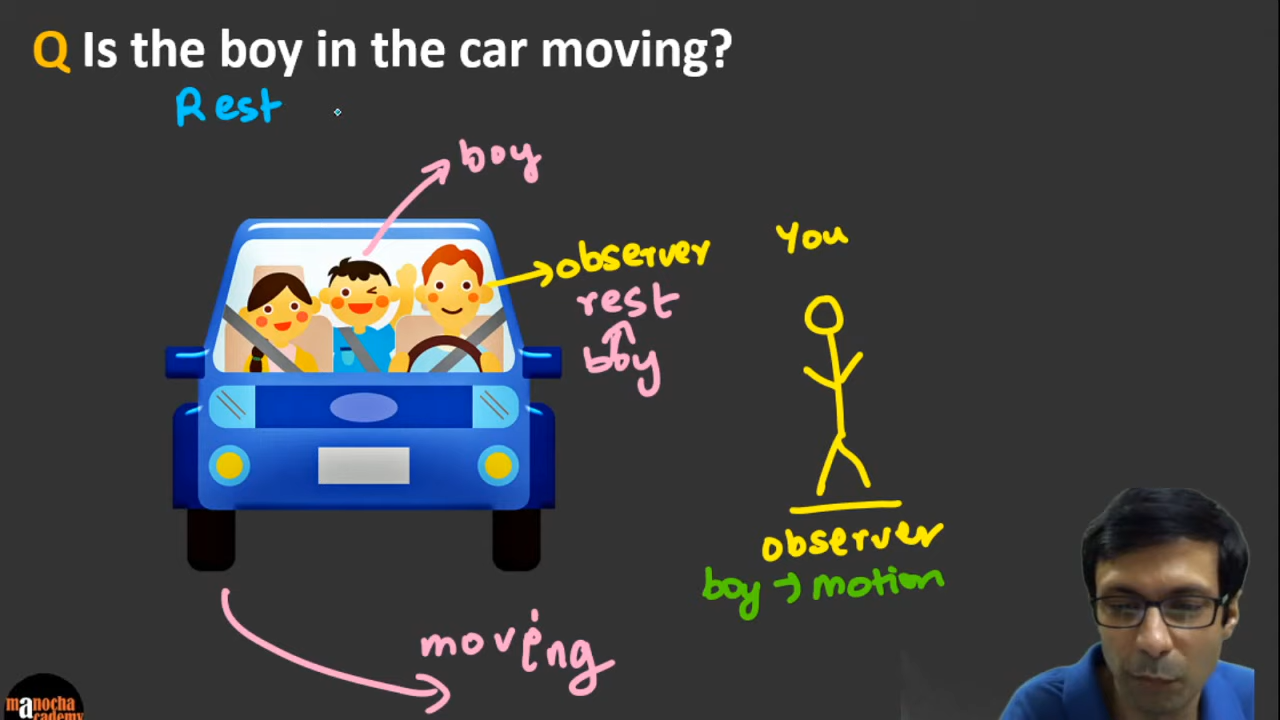 Q Is the boy in the car moving?
Rest
boy
observer
rest
boy
You
observer
boy → motion
moving
manocha
academy